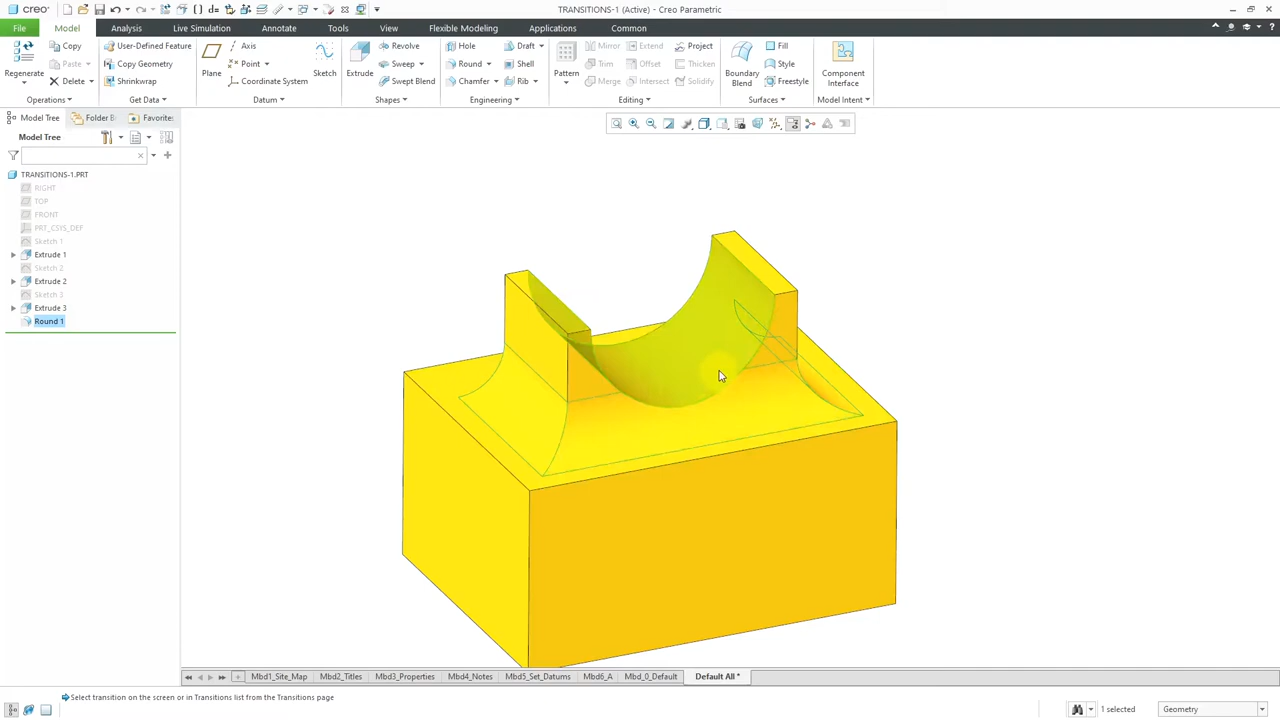 creo TRANSITIONS-1 (Active) - Creo Parametric
File Model Analysis Live Simulation Annotate Tools View Flexible Modeling Applications Common
Regenerate
Copy
Paste
Delete
Operations
User-Defined Feature
Copy Geometry
Shrinkwrap
Get Data
Plane
Axis
Point
Coordinate System
Sketch
Datum
Extrude
Revolve
Sweep
Swept Blend
Shapes
Hole
Round
Chamfer
Draft
Shell
Rib
Engineering
Pattern
Mirror
Trim
Merge
Extend
Offset
Intersect
Project
Thicken
Solidify
Editing
Boundary
Blend
Fill
Style
Freestyle
Surfaces
Component
Interface
Model Intent
Model Tree Folder B Favorite
Model Tree
TRANSITIONS-1.PRT
RIGHT
TOP
FRONT
PRT_CSYS_DEF
Sketch 1
Extrude 1
Sketch 2
Extrude 2
Sketch 3
Extrude 3
Round 1
Mbd1_Site_Map Mbd2_Titles Mbd3_Properties Mbd4_Notes Mbd5_Set_Datums Mbd6_A Mbd_0_Default Default All *
Select transition on the screen or in Transitions list from the Transitions page
1 selected Geometry